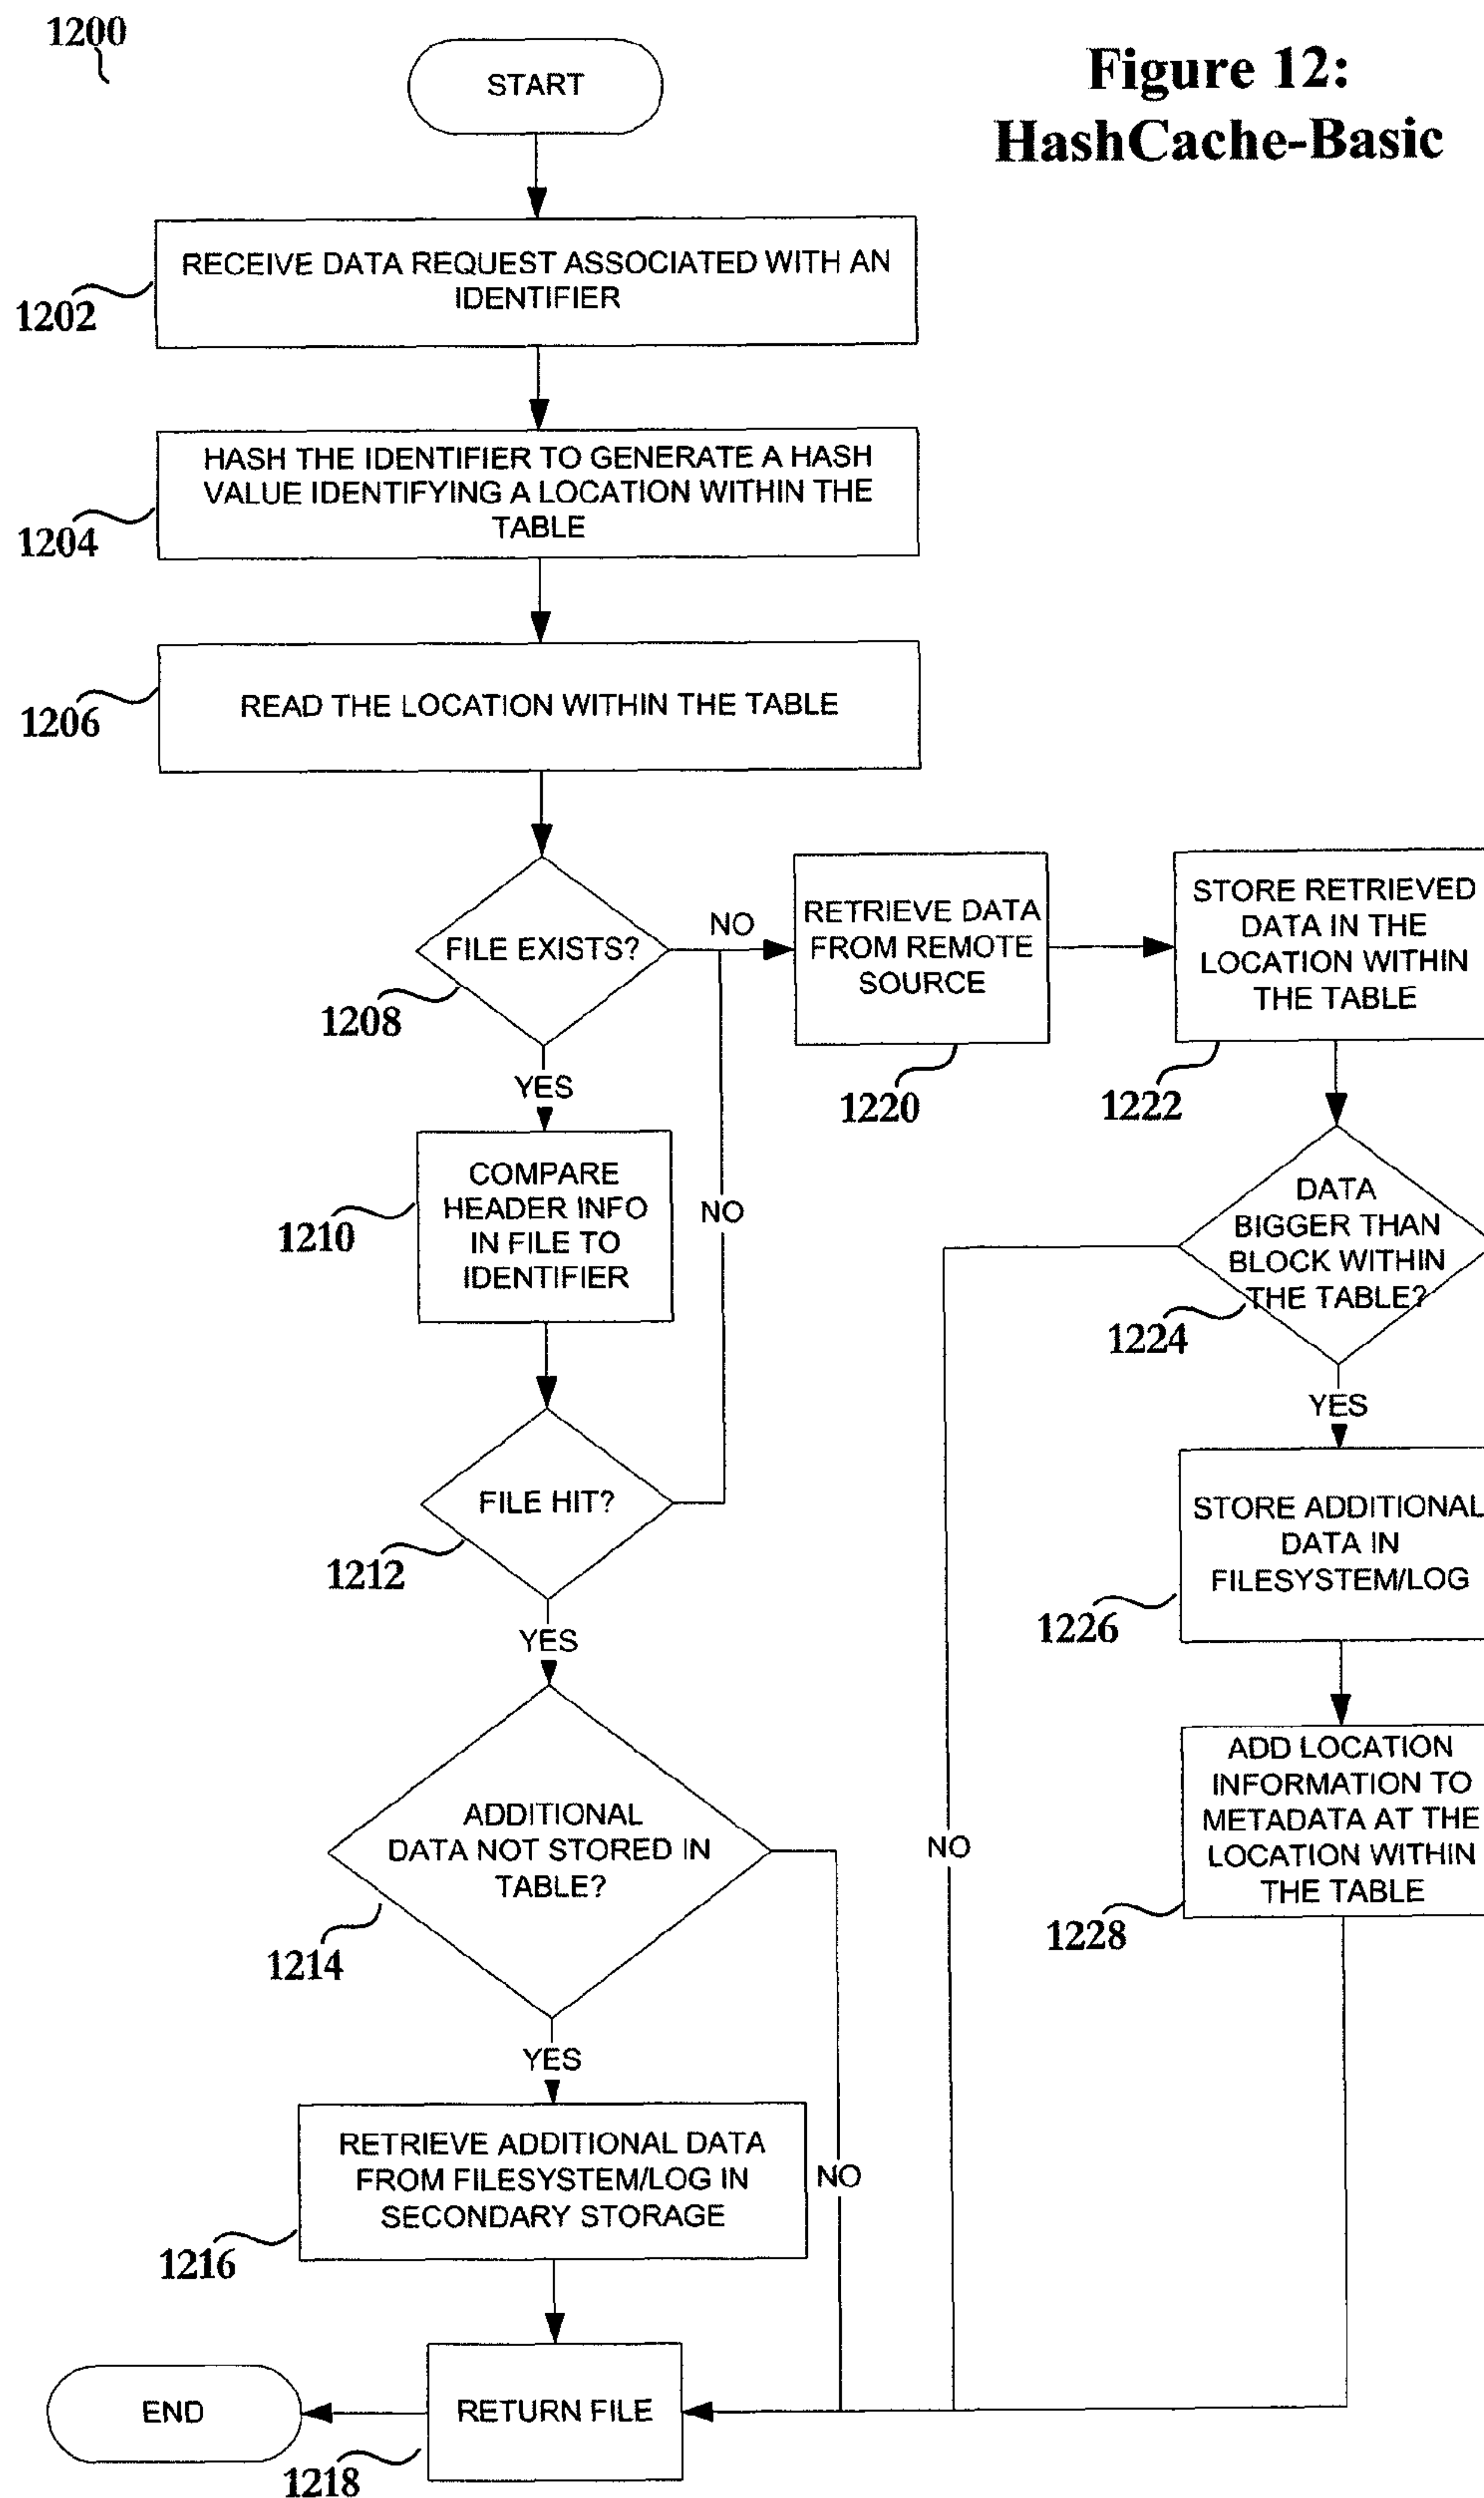 1200
START
Figure 12:
HashCache-Basic
RECEIVE DATA REQUEST ASSOCIATED WITH AN
IDENTIFIER
1202
HASH THE IDENTIFIER TO GENERATE A HASH
VALUE IDENTIFYING A LOCATION WITHIN THE
TABLE
1204
READ THE LOCATION WITHIN THE TABLE
1206
FILE EXISTS?
1208
NO
RETRIEVE DATA
FROM REMOTE
SOURCE
1220
STORE RETRIEVED
DATA IN THE
LOCATION WITHIN
THE TABLE
1222
YES
COMPARE
HEADER INFO
IN FILE TO
IDENTIFIER
1210
NO
DATA
BIGGER THAN
BLOCK WITHIN
THE TABLE?
1224
YES
FILE HIT?
1212
STORE ADDITIONAL
DATA IN
FILESYSTEM/LOG
1226
YES
ADDITIONAL
DATA NOT STORED IN
TABLE?
1214
NO
ADD LOCATION
INFORMATION TO
METADATA AT THE
LOCATION WITHIN
THE TABLE
1228
YES
RETRIEVE ADDITIONAL DATA
FROM FILESYSTEM/LOG IN
SECONDARY STORAGE
1216
NO
RETURN FILE
1218
END